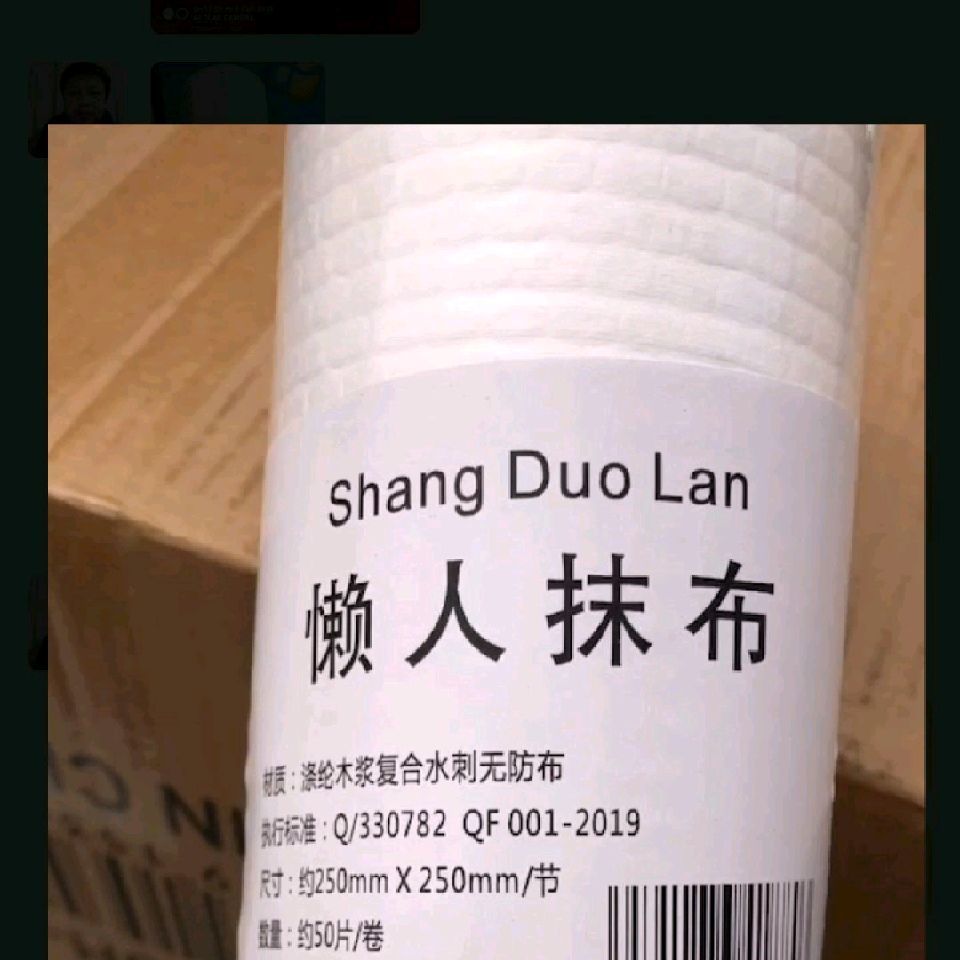 Shang Duo Lan
懒人抹布
材质：涤纶木浆复合水刺无防布
执行标准：Q/330782 QF 001-2019
尺寸：约250mm X 250mm/节
数量：约50片/卷